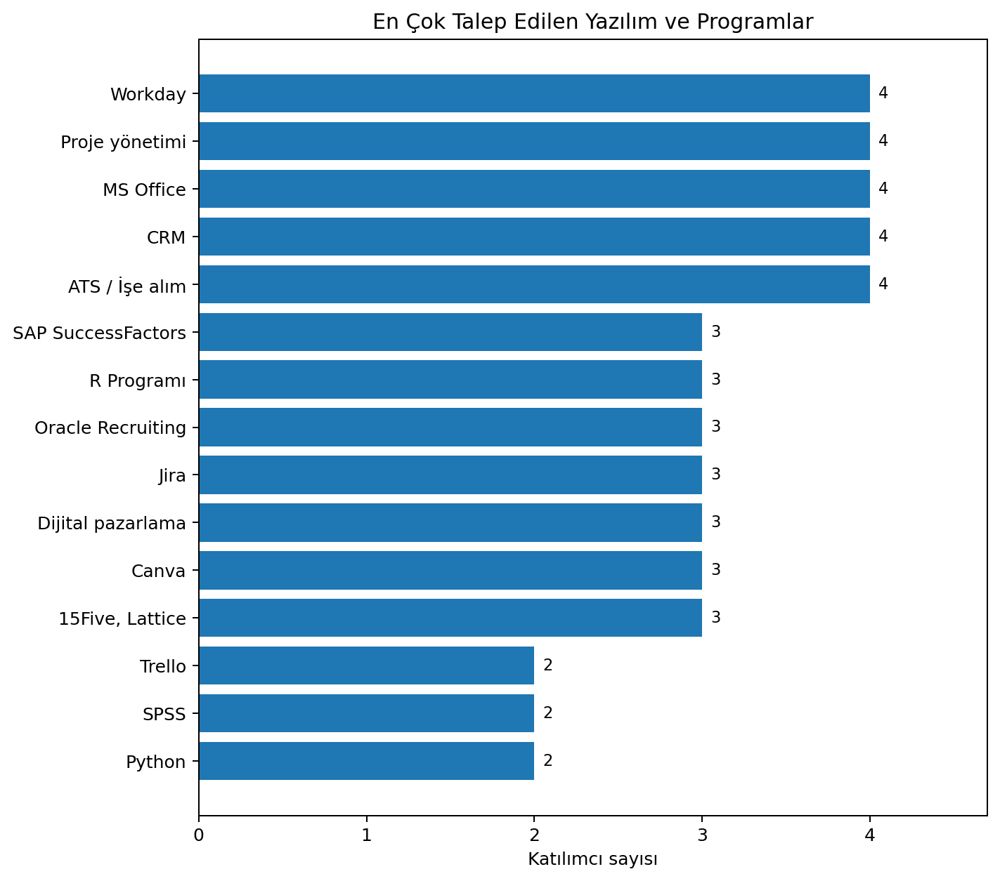 En Çok Talep Edilen Yazılım ve Programlar
Workday 4
Proje yönetimi 4
MS Office 4
CRM 4
ATS / İşe alım 4
SAP SuccessFactors 3
R Programı 3
Oracle Recruiting 3
Jira 3
Dijital pazarlama 3
Canva 3
15Five, Lattice 3
Trello 2
SPSS 2
Python 2
0 1 2 3 4
Katılımcı sayısı